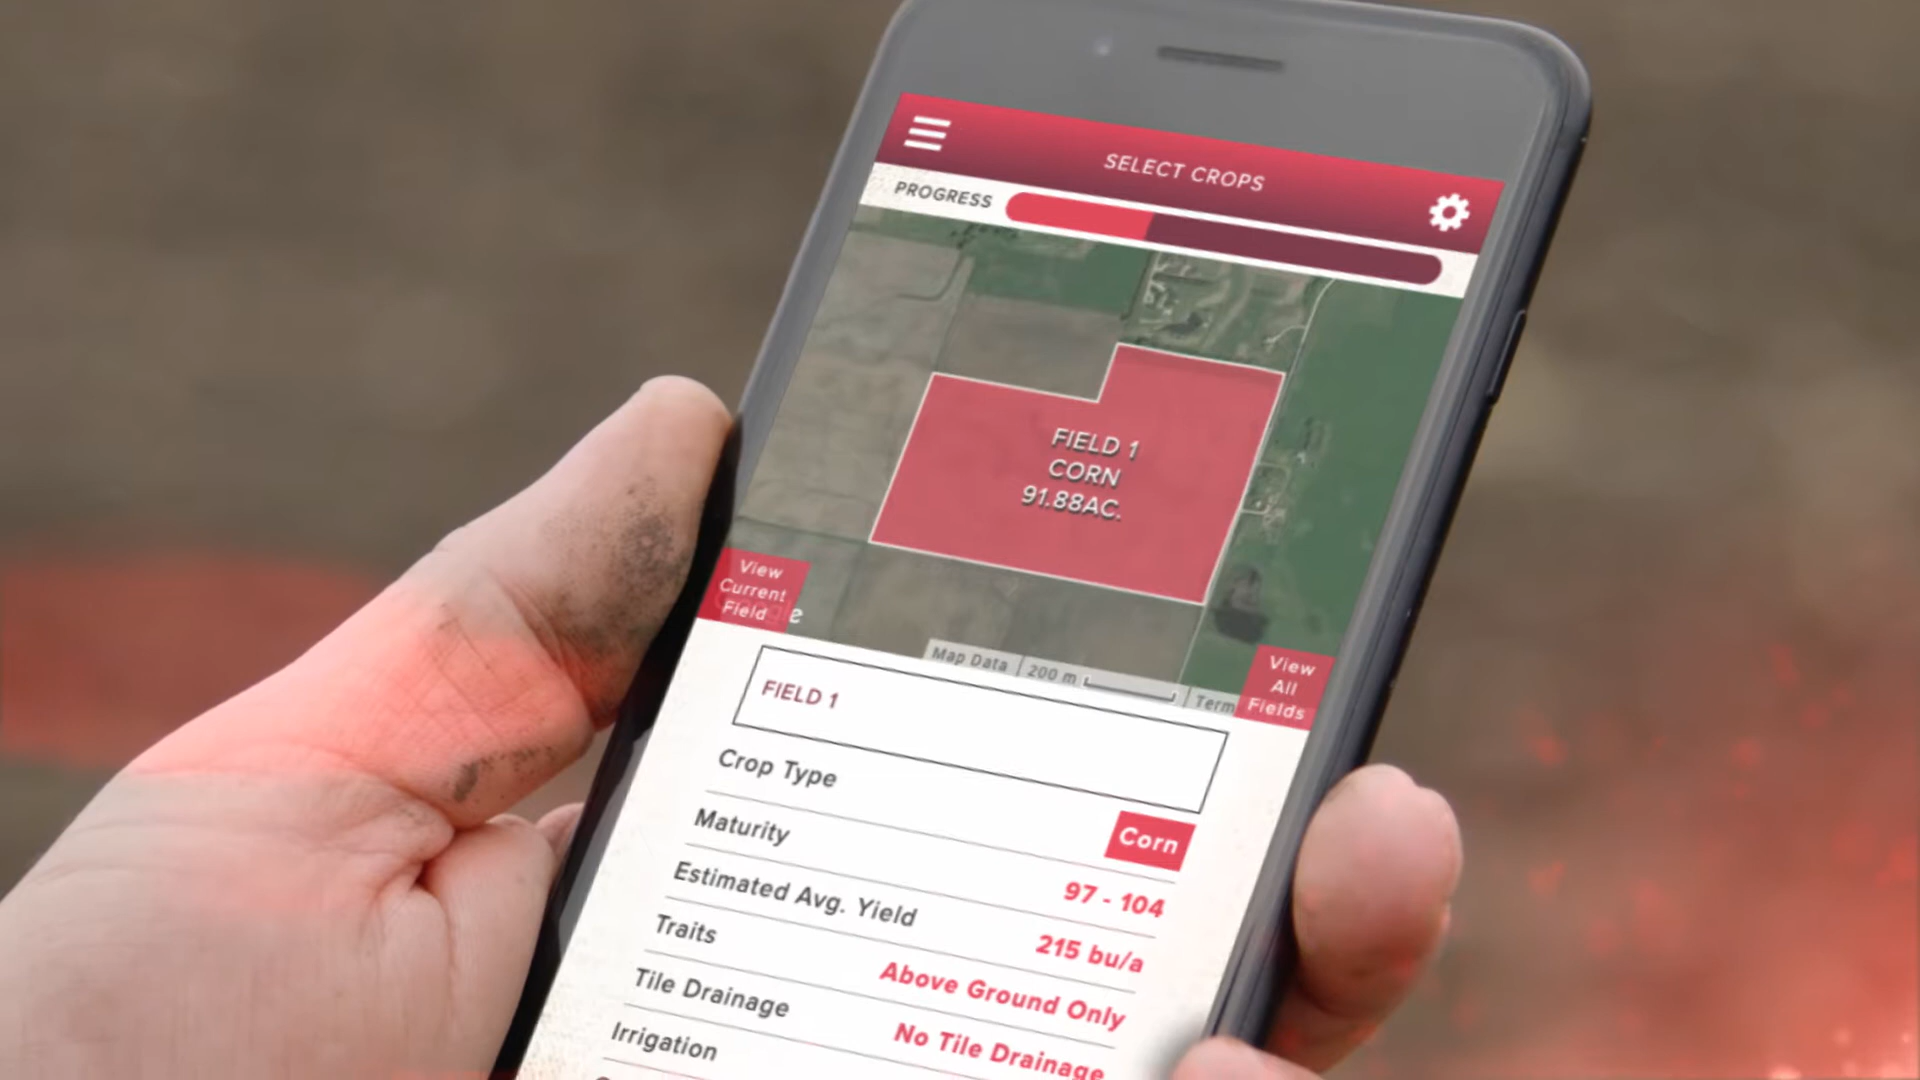 SELECT CROPS
PROGRESS
FIELD 1
CORN
91.88AC.
View
Current
Field
Map Data
200 m
Term
View
All
Fields
FIELD 1
Crop Type
Corn
Maturity
97 - 104
Estimated Avg. Yield
215 bu/a
Traits
Above Ground Only
Tile Drainage
No Tile Drainage
Irrigation